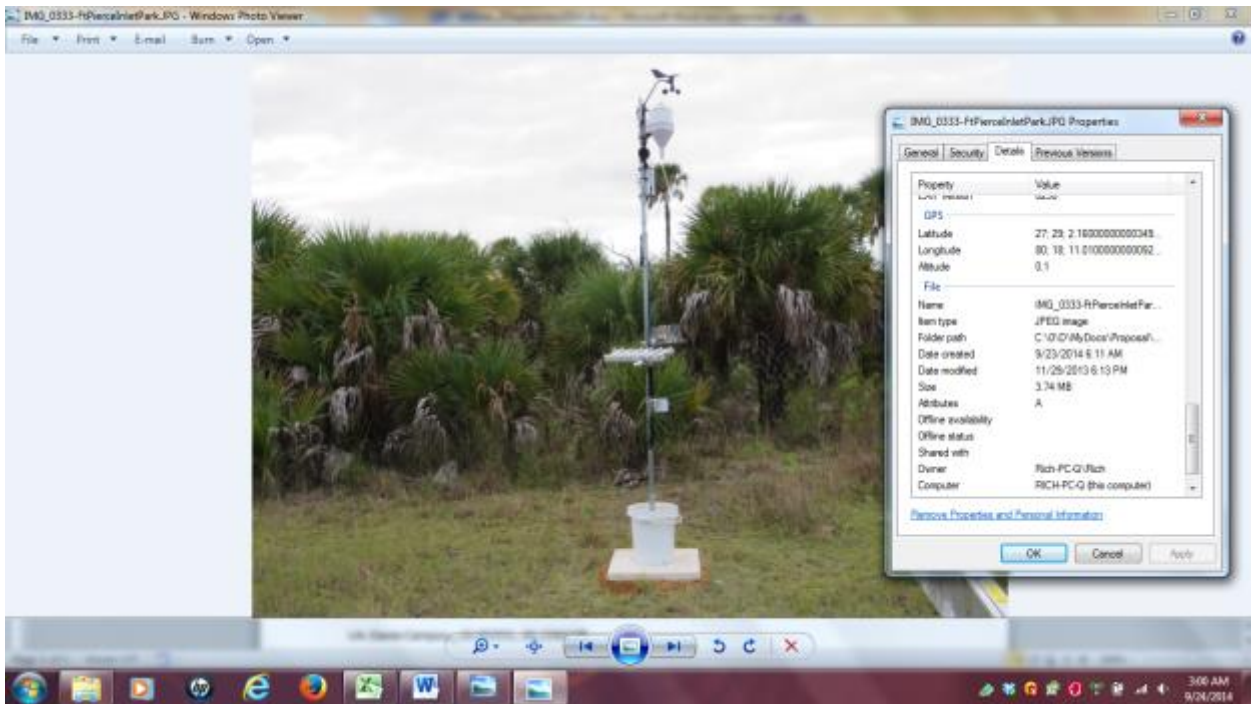 IMG_0333-FtPierceInletPark.JPG - Windows Photo Viewer
File Print E-mail Burn Open
IMG_0333-FtPierceInletPark.JPG Properties
General Security Details Previous Versions
Property Value
GPS
Latitude 27; 29; 2.16000000000349...
Longitude 80; 18; 11.0100000000092...
Altitude 0.1
File
Name IMG_0333-FtPierceInletPar...
Item type JPEG image
Folder path C:\0\D\MyDocs\Proposal\...
Date created 9/23/2014 6:11 AM
Date modified 11/29/2013 6:13 PM
Size 3.74 MB
Attributes A
Offline availability
Offline status
Shared with
Owner Rich-PC-Q\Rich
Computer RICH-PC-Q (this computer)
Remove Properties and Personal Information
OK Cancel Apply
3:00 AM
9/24/2014